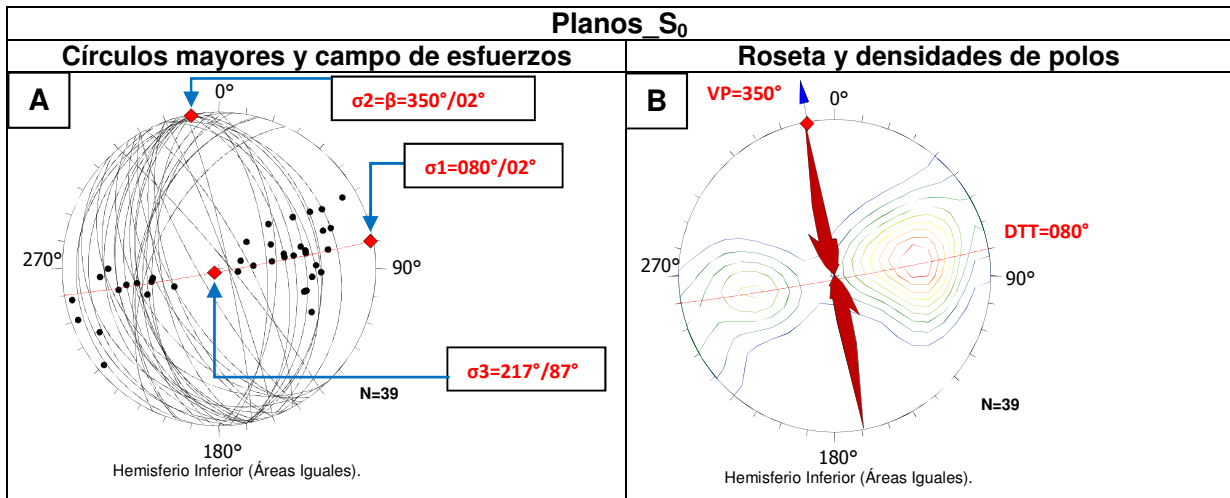 Planos_S₀
Círculos mayores y campo de esfuerzos
Roseta y densidades de polos
A
0°
σ2=β=350°/02°
σ1=080°/02°
270°
90°
σ3=217°/87°
N=39
180°
Hemisferio Inferior (Áreas Iguales).
B
VP=350°
0°
DTT=080°
270°
90°
N=39
180°
Hemisferio Inferior (Áreas Iguales).